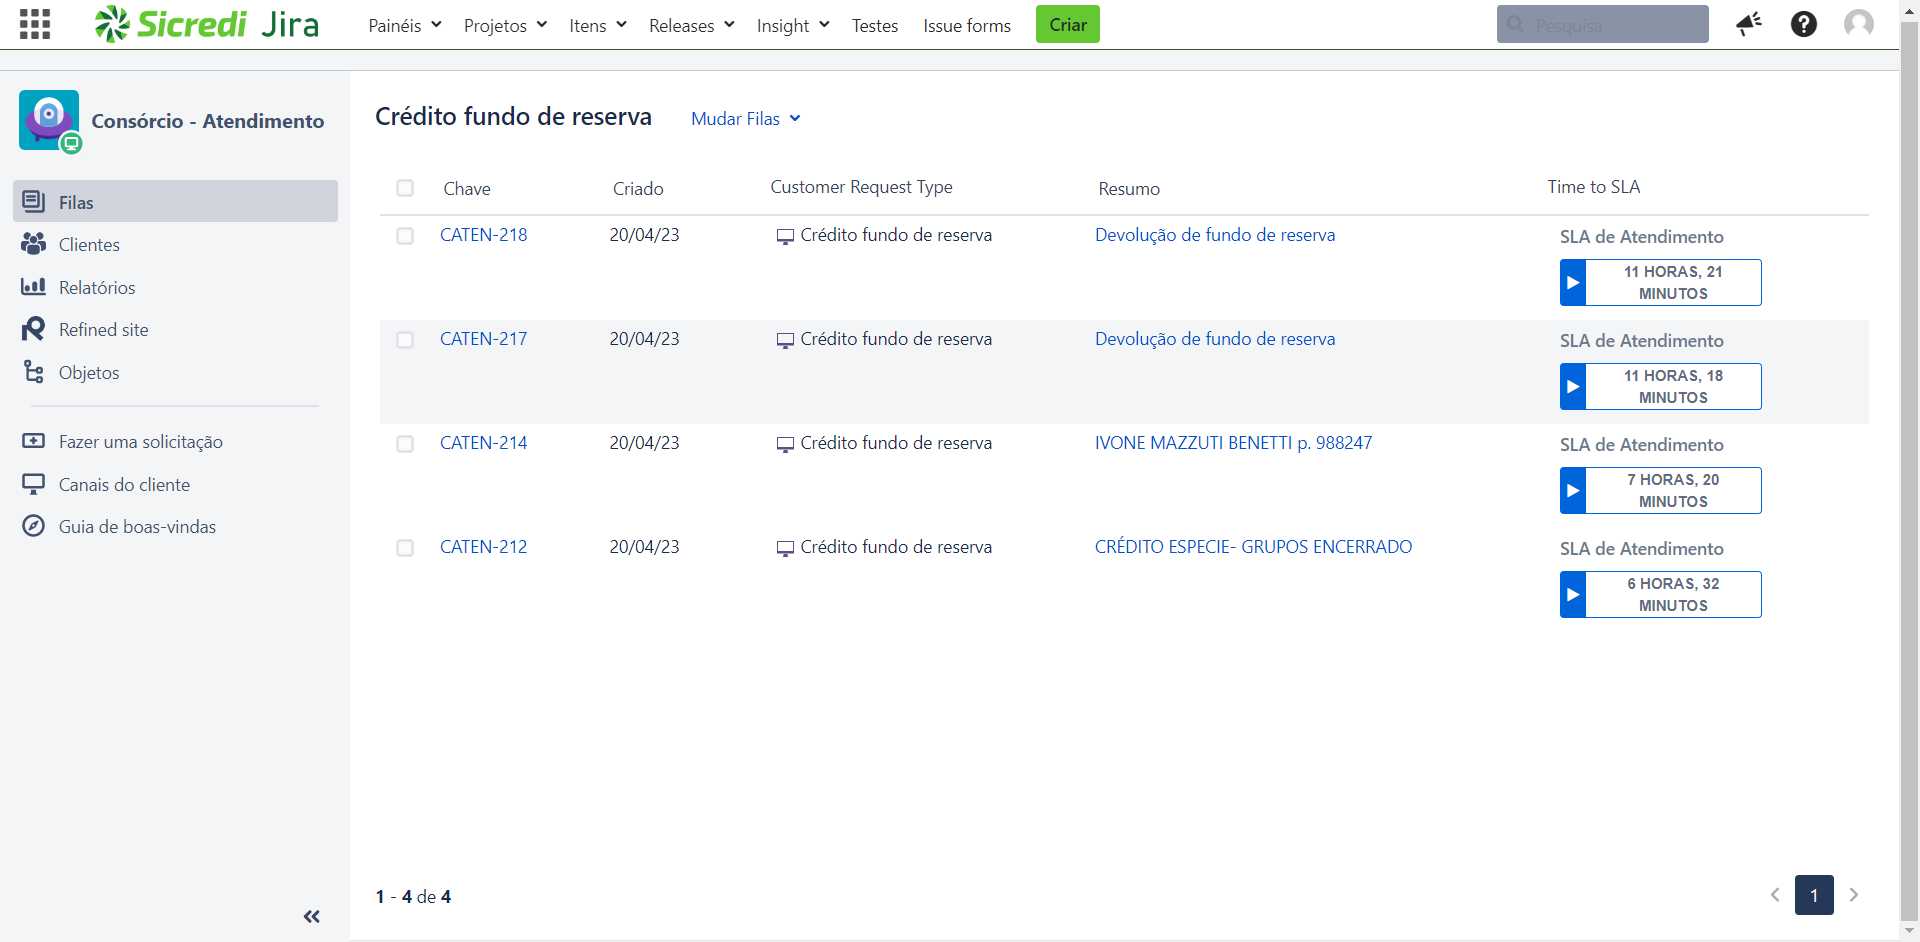 Sicredi Jira Painéis Projetos Itens Releases Insight Testes Issue forms Criar Pesquisa
Consórcio - Atendimento
Filas
Clientes
Relatórios
Refined site
Objetos
Fazer uma solicitação
Canais do cliente
Guia de boas-vindas
Crédito fundo de reserva Mudar Filas
Chave Criado Customer Request Type Resumo Time to SLA
CATEN-218 20/04/23 Crédito fundo de reserva Devolução de fundo de reserva SLA de Atendimento
11 HORAS, 21
MINUTOS
CATEN-217 20/04/23 Crédito fundo de reserva Devolução de fundo de reserva SLA de Atendimento
11 HORAS, 18
MINUTOS
CATEN-214 20/04/23 Crédito fundo de reserva IVONE MAZZUTI BENETTI p. 988247 SLA de Atendimento
7 HORAS, 20
MINUTOS
CATEN-212 20/04/23 Crédito fundo de reserva CRÉDITO ESPECIE- GRUPOS ENCERRADO SLA de Atendimento
6 HORAS, 32
MINUTOS
1 - 4 de 4 1